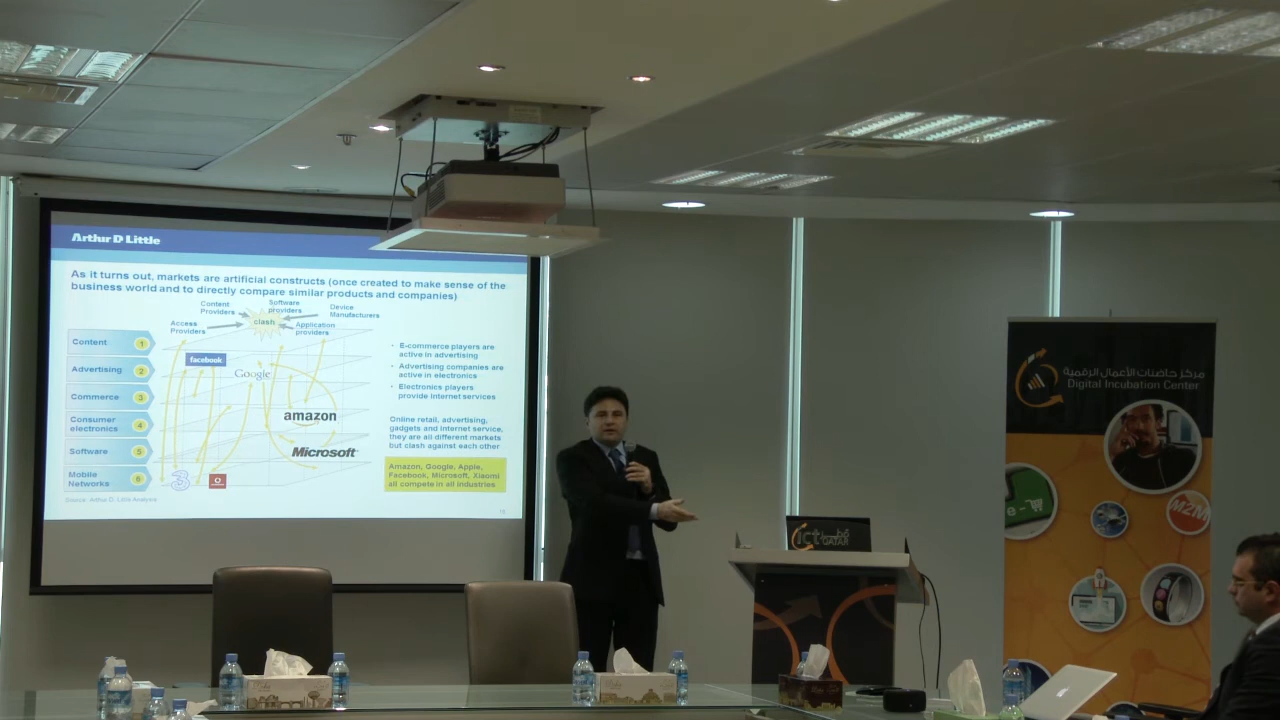 Arthur D Little
As it turns out, markets are artificial constructs (once created to make sense of the
business world and to directly compare similar products and companies)
Content
Providers
Software
providers
Device
Manufacturers
Access
Providers
clash
Application
providers
Content 1
Advertising 2
Commerce 3
Consumer
electronics 4
Software 5
Mobile
Networks 6
facebook
Google
amazon
Microsoft
3
• E-commerce players are
active in advertising
• Advertising companies are
active in electronics
• Electronics players
provide internet services
Online retail, advertising,
gadgets and internet service,
they are all different markets
but clash against each other
Amazon, Google, Apple,
Facebook, Microsoft, Xiaomi
all compete in all industries
Source: Arthur D. Little Analysis
ict
مركز حاضنات الأعمال الرقمية
Digital Incubation Center
e-
M2M